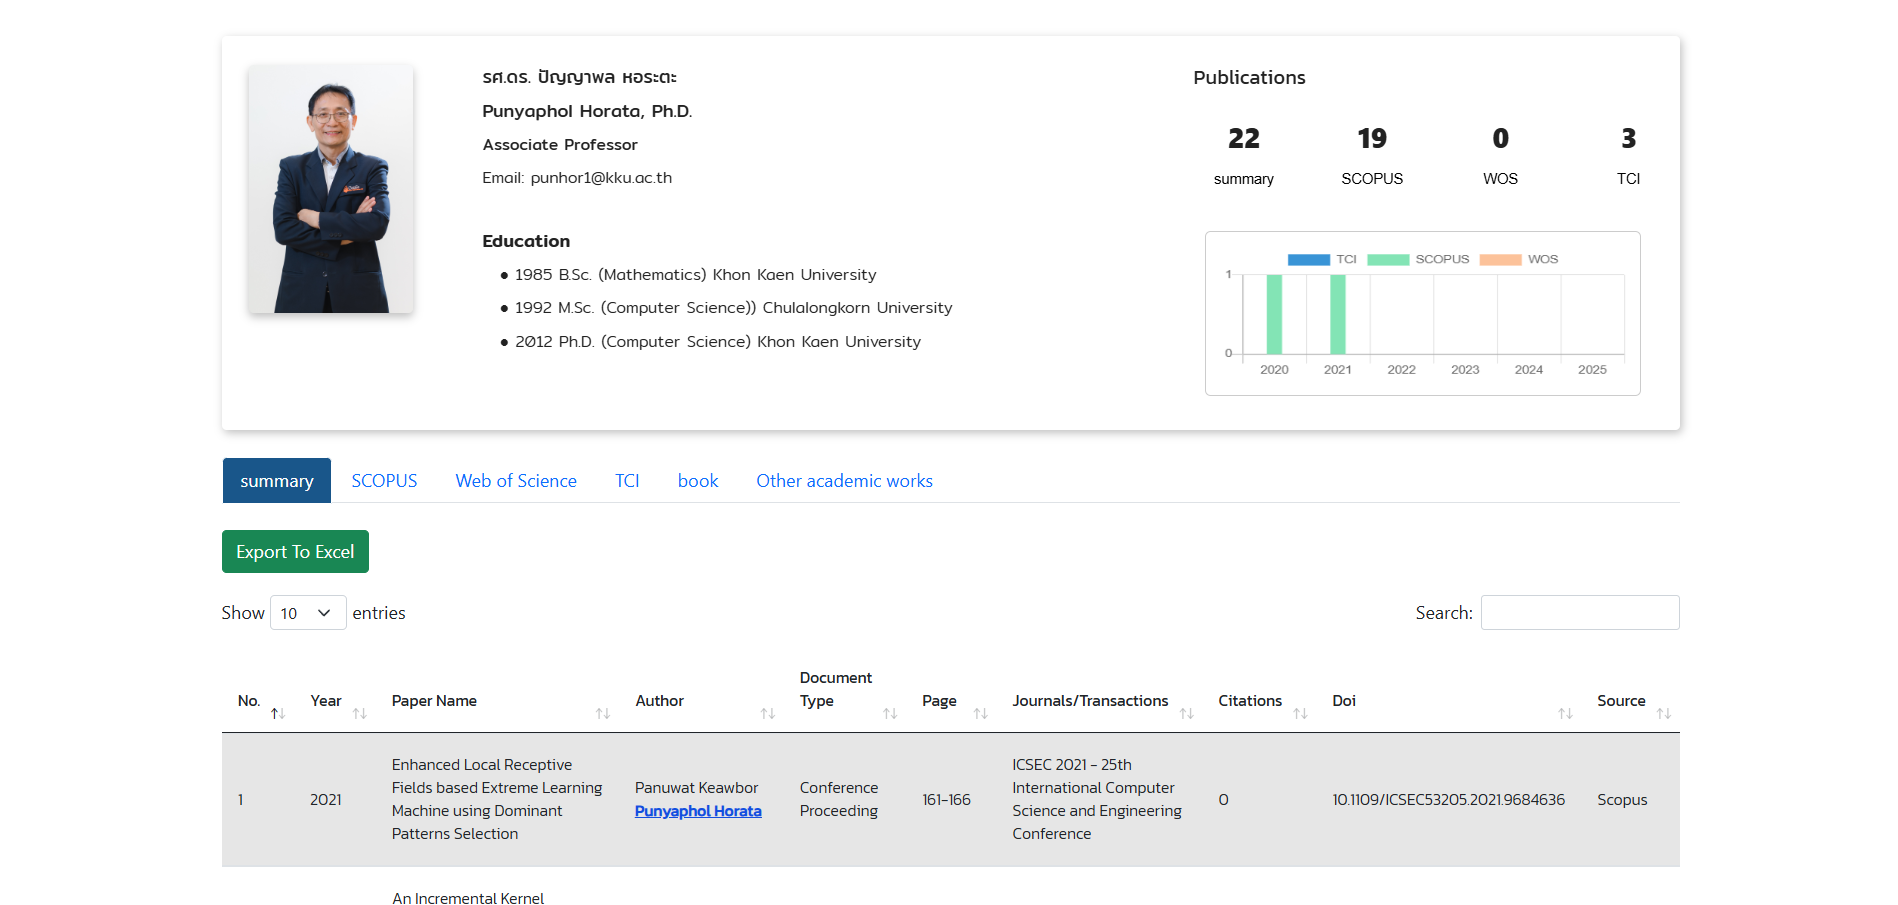 รศ.ดร. ปัญญาพล หอระตะ
Punyaphol Horata, Ph.D.
Associate Professor
Email: punhor1@kku.ac.th
Education
• 1985 B.Sc. (Mathematics) Khon Kaen University
• 1992 M.Sc. (Computer Science)) Chulalongkorn University
• 2012 Ph.D. (Computer Science) Khon Kaen University
Publications
22 19 0 3
summary SCOPUS WOS TCI
TCI SCOPUS WOS
1
0
2020 2021 2022 2023 2024 2025
summary SCOPUS Web of Science TCI book Other academic works
Export To Excel
Show 10 entries
Search:
No. Year Paper Name Author Document Type Page Journals/Transactions Citations Doi Source
1
2021
Enhanced Local Receptive
Fields based Extreme Learning
Machine using Dominant
Patterns Selection
Panuwat Keawbor
Punyaphol Horata
Conference
Proceeding
161-166
ICSEC 2021 - 25th
International Computer
Science and Engineering
Conference
0
10.1109/ICSEC53205.2021.9684636
Scopus
An Incremental Kernel